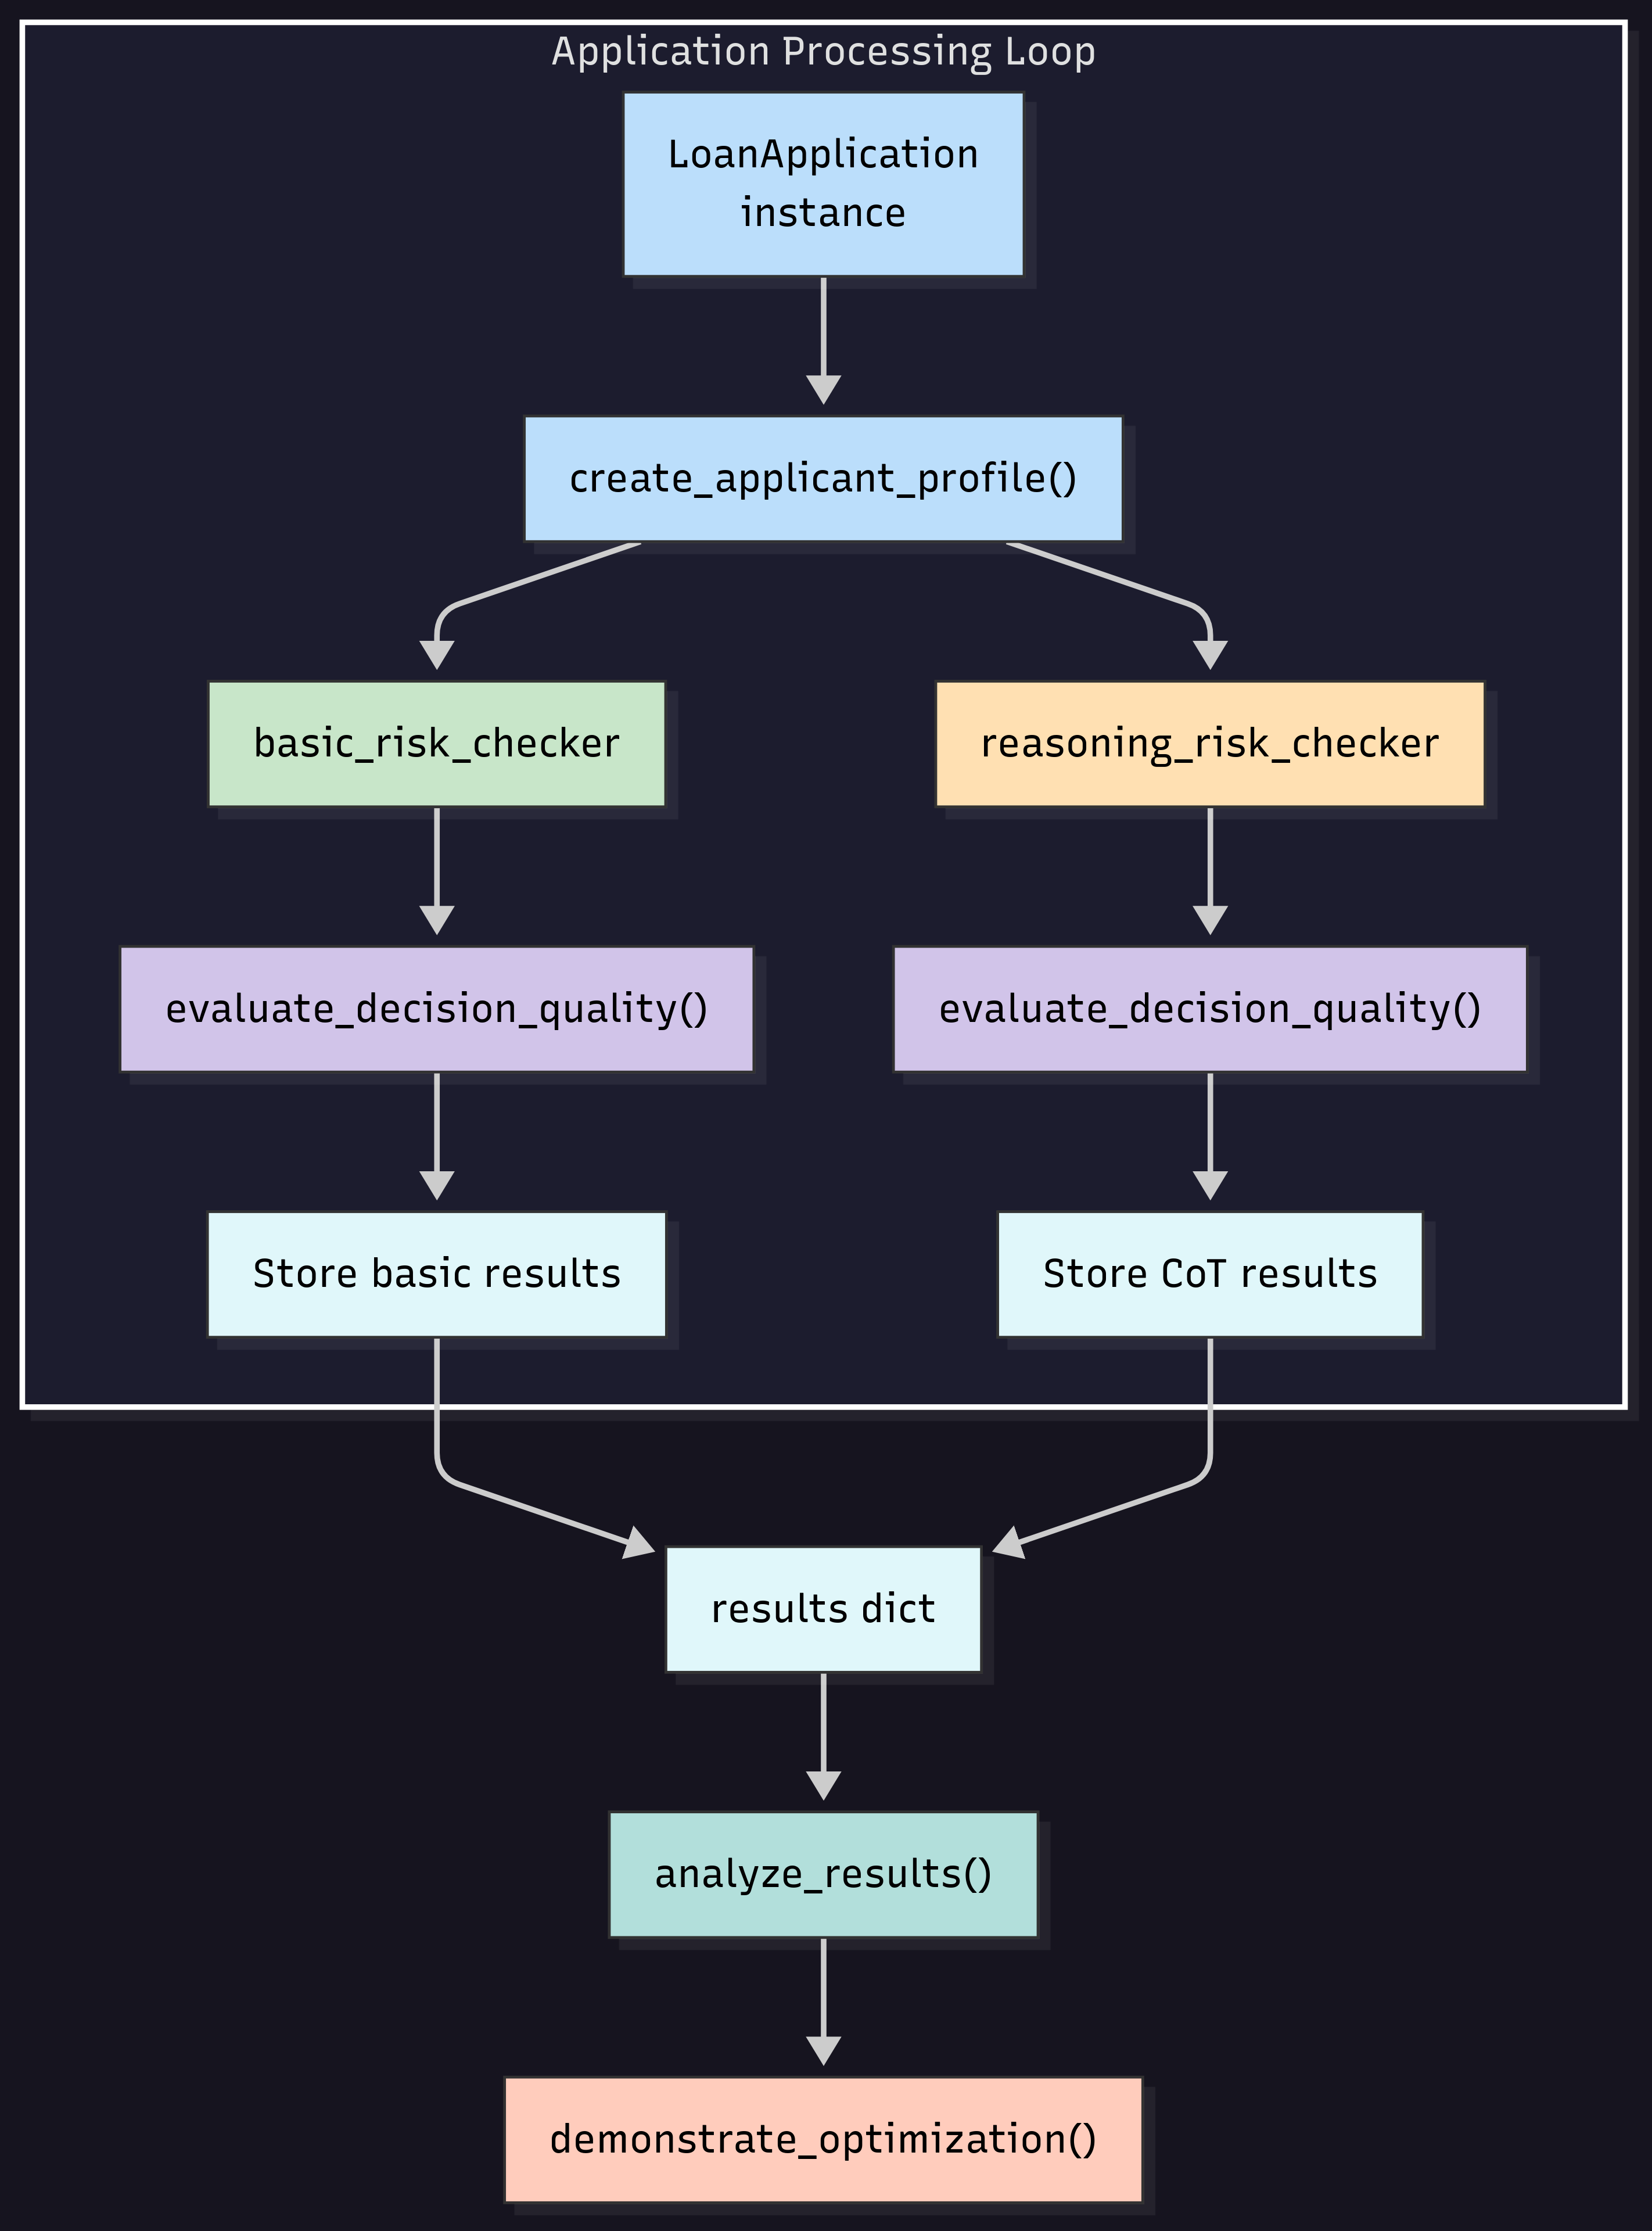 Application Processing Loop
LoanApplication
instance
create_applicant_profile()
basic_risk_checker
reasoning_risk_checker
evaluate_decision_quality()
evaluate_decision_quality()
Store basic results
Store CoT results
results dict
analyze_results()
demonstrate_optimization()